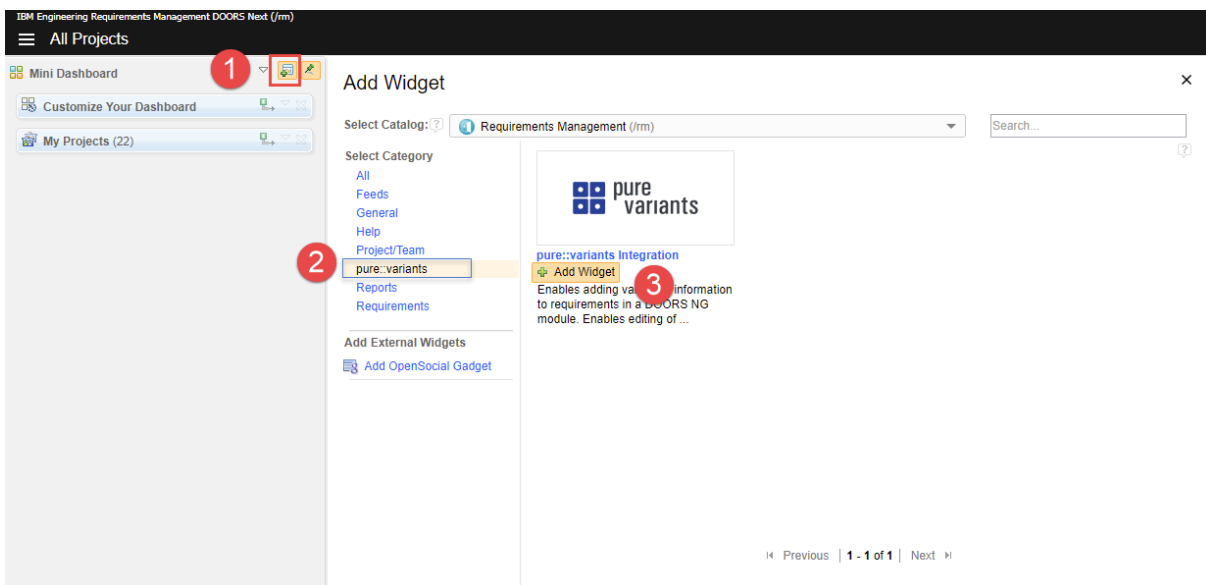 IBM Engineering Requirements Management DOORS Next (/rm)
All Projects
Mini Dashboard
1
Customize Your Dashboard
My Projects (22)
Add Widget
Select Catalog:
?
Requirements Management (/rm)
Search...
?
Select Category
All
Feeds
General
Help
Project/Team
2
pure::variants
Reports
Requirements
Add External Widgets
Add OpenSocial Gadget
pure
variants
pure::variants Integration
Add Widget
3
Enables adding information
to requirements in a DOORS NG
module. Enables editing of ...
Previous | 1 - 1 of 1 | Next